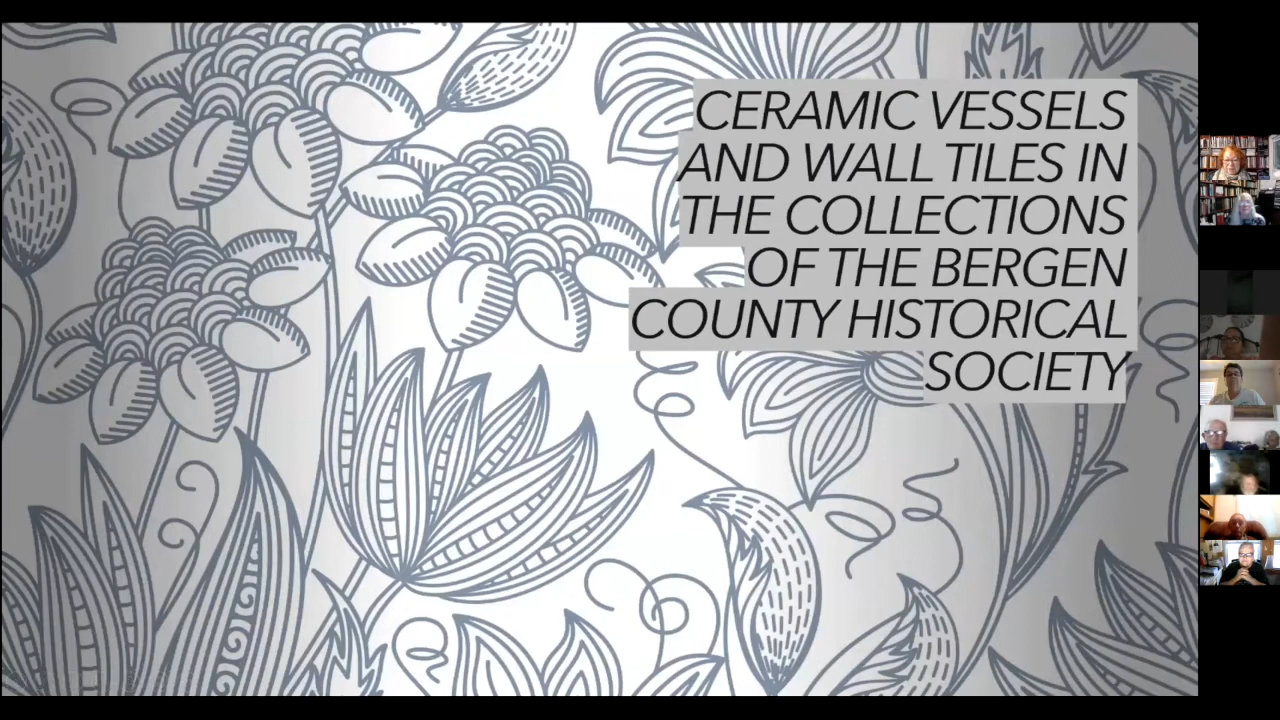 CERAMIC VESSELS
AND WALL TILES IN
THE COLLECTIONS
OF THE BERGEN
COUNTY HISTORICAL
SOCIETY